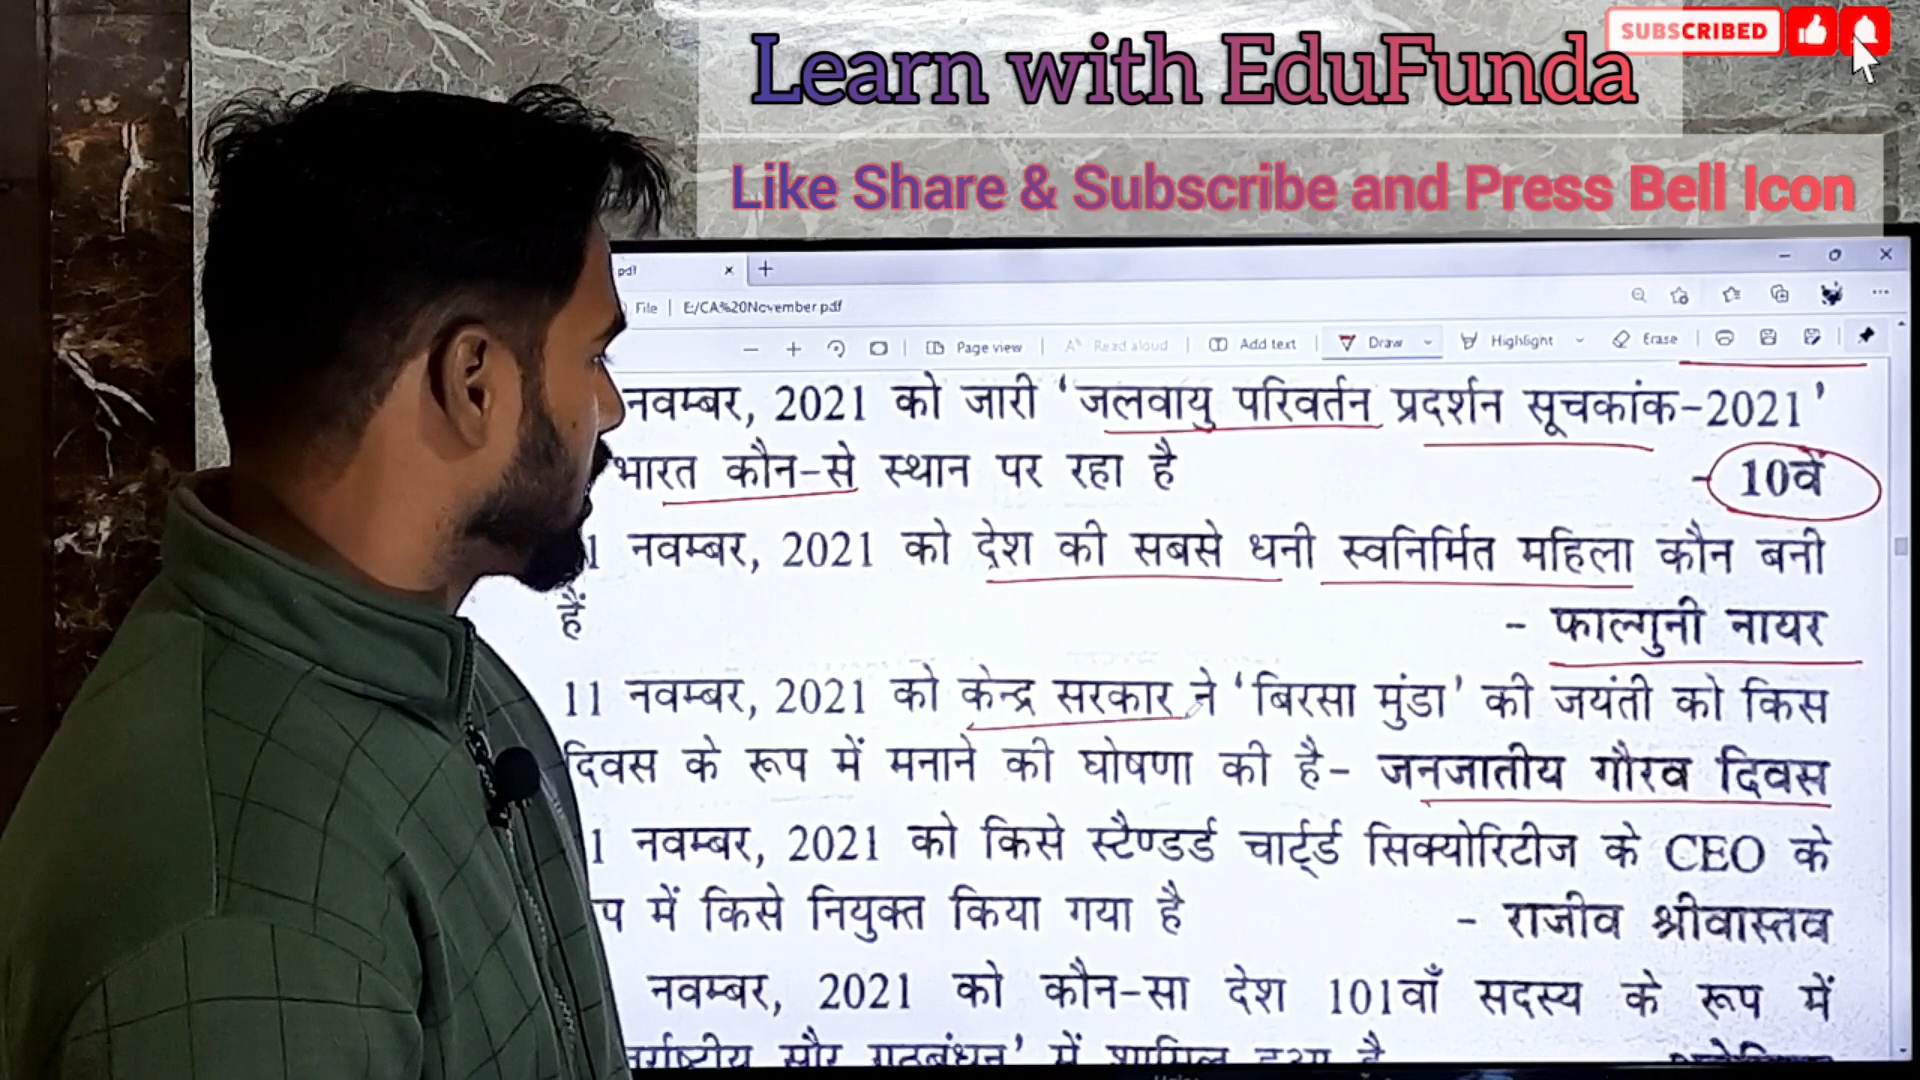 SUBSCRIBED
Learn with EduFunda
Like Share & Subscribe and Press Bell Icon
pdf
File | E:/CA%20November.pdf
Page view | Read aloud | Add text | Draw Highlight Erase
नवम्बर, 2021 को जारी ‘जलवायु परिवर्तन प्रदर्शन सूचकांक-2021’
भारत कौन-से स्थान पर रहा है - 10वें
1 नवम्बर, 2021 को देश की सबसे धनी स्वनिर्मित महिला कौन बनी
हैं
- फाल्गुनी नायर
11 नवम्बर, 2021 को केन्द्र सरकार ने ‘बिरसा मुंडा’ की जयंती को किस
दिवस के रूप में मनाने की घोषणा की है- जनजातीय गौरव दिवस
1 नवम्बर, 2021 को किसे स्टैण्डर्ड चार्ट्र्ड सिक्योरिटीज के CEO के
प में किसे नियुक्त किया गया है - राजीव श्रीवास्तव
नवम्बर, 2021 को कौन-सा देश 101वाँ सदस्य के रूप में